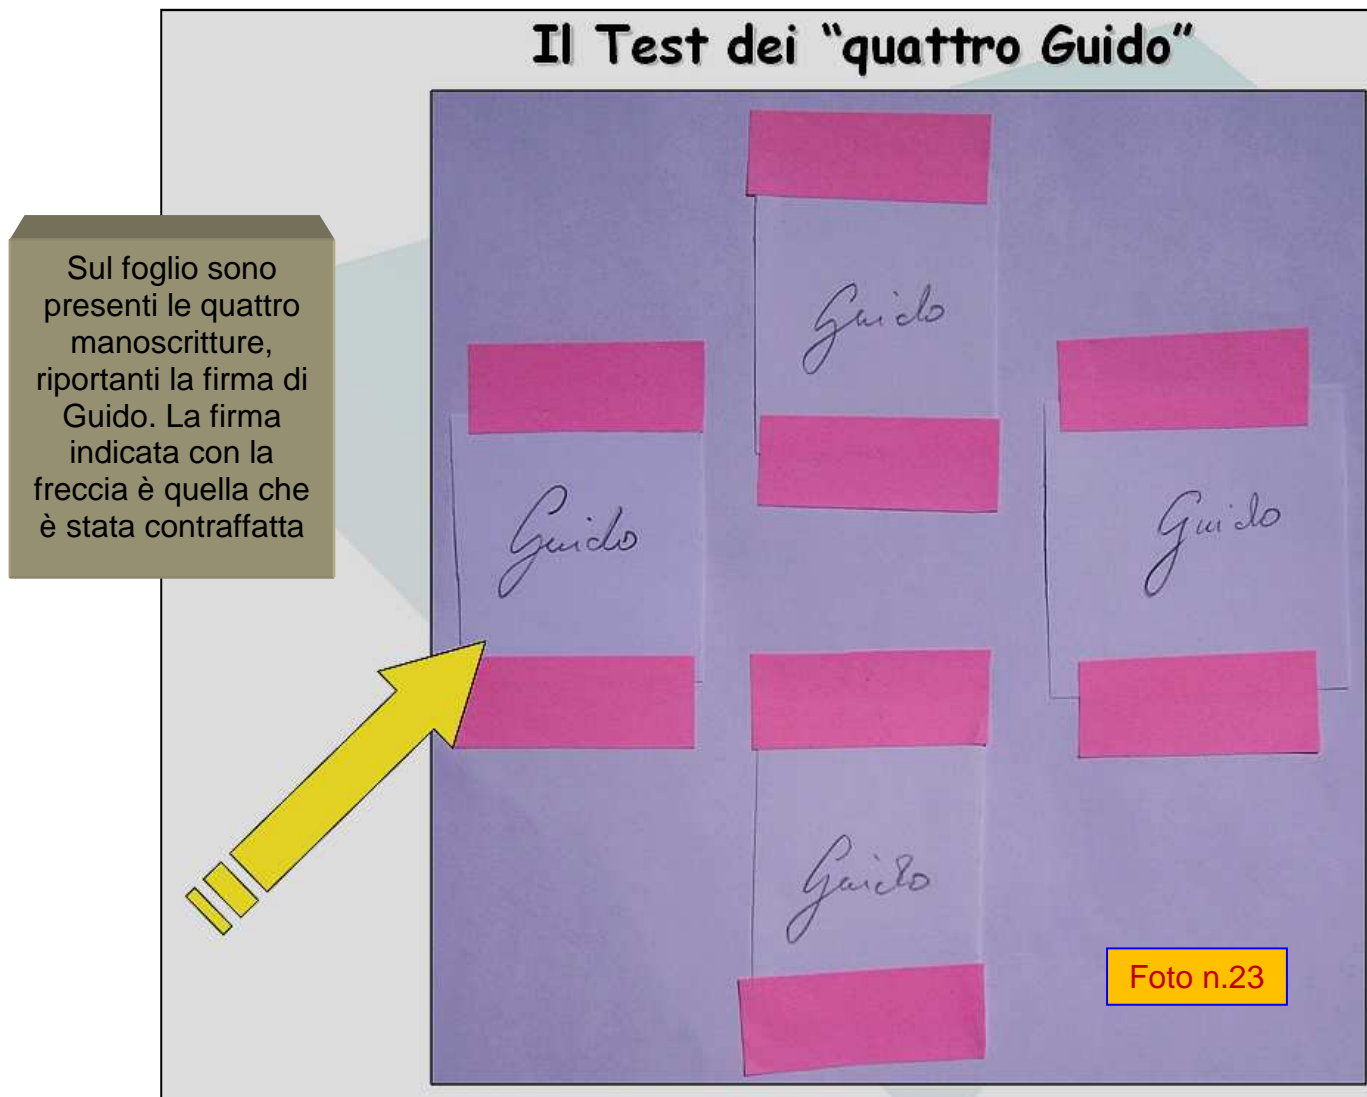 Il Test dei “quattro Guido”
Sul foglio sono
presenti le quattro
manoscritture,
riportanti la firma di
Guido. La firma
indicata con la
freccia è quella che
è stata contraffatta
Guido
Guido
Guido
Guido
Foto n.23